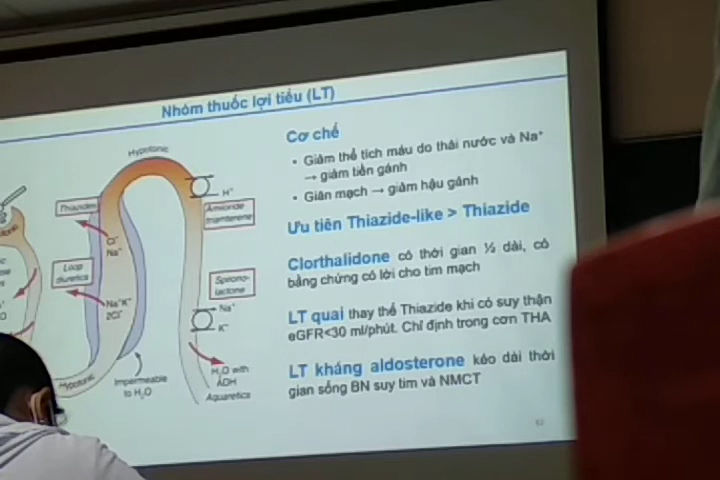 Nhóm thuốc lợi tiểu (LT)
Hypotonic
H⁺
Thiazides
Amiloride
Cl⁻
Na⁺
Loop
diuretics
Na⁺K⁺
2Cl⁻
Spirono-
lactone
Na⁺
K⁺
H₂O with
ADH
Aquaretics
Impermeable
to H₂O
Hypotonic
Cơ chế
• Giảm thể tích máu do thải nước và Na⁺
→ giảm tiền gánh
• Giãn mạch → giảm hậu gánh
Ưu tiên Thiazide-like > Thiazide
Clorthalidone có thời gian ½ dài, có
bằng chứng có lời cho tim mạch
LT quai thay thế Thiazide khi có suy thận
eGFR<30 ml/phút. Chỉ định trong cơn THA
LT kháng aldosterone kéo dài thời
gian sống BN suy tim và NMCT